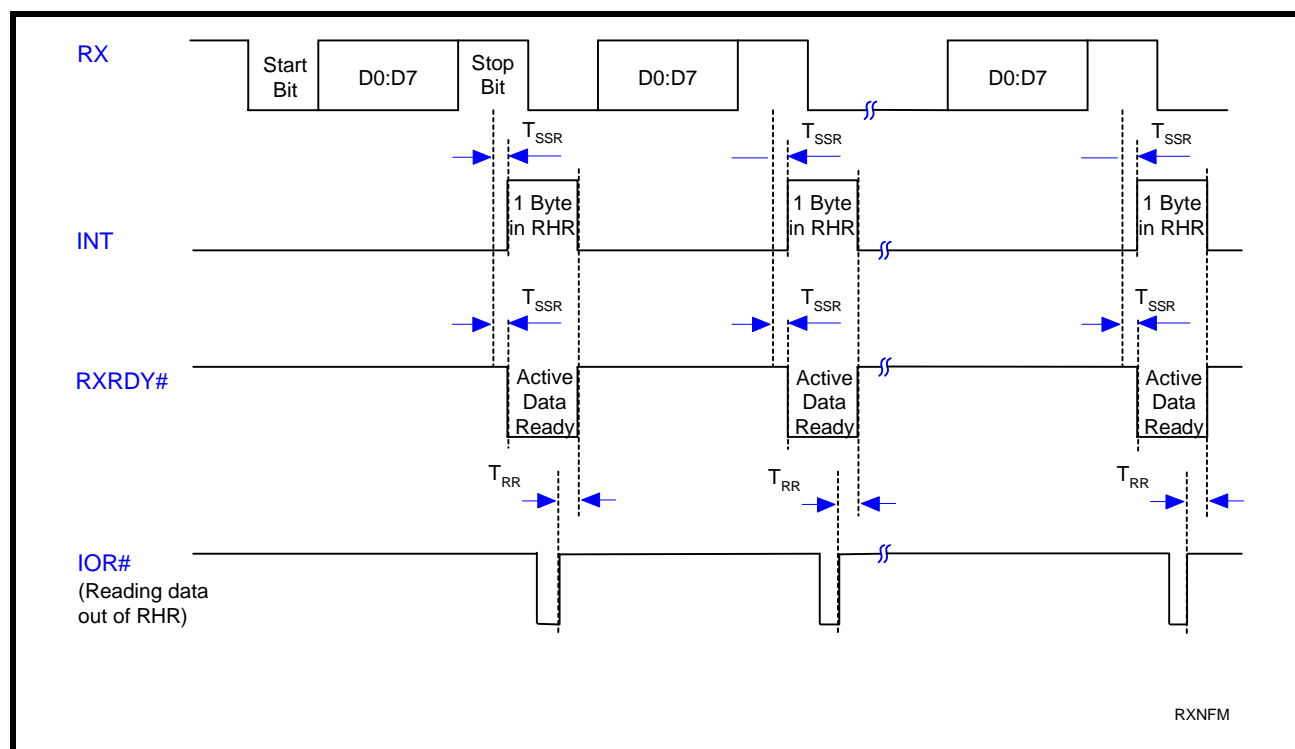 RX
Start
Bit
D0:D7
Stop
Bit
D0:D7
D0:D7
TSSR
TSSR
TSSR
INT
1 Byte
in RHR
1 Byte
in RHR
1 Byte
in RHR
TSSR
TSSR
TSSR
RXRDY#
Active
Data
Ready
Active
Data
Ready
Active
Data
Ready
TRR
TRR
TRR
IOR#
(Reading data
out of RHR)
RXNFM